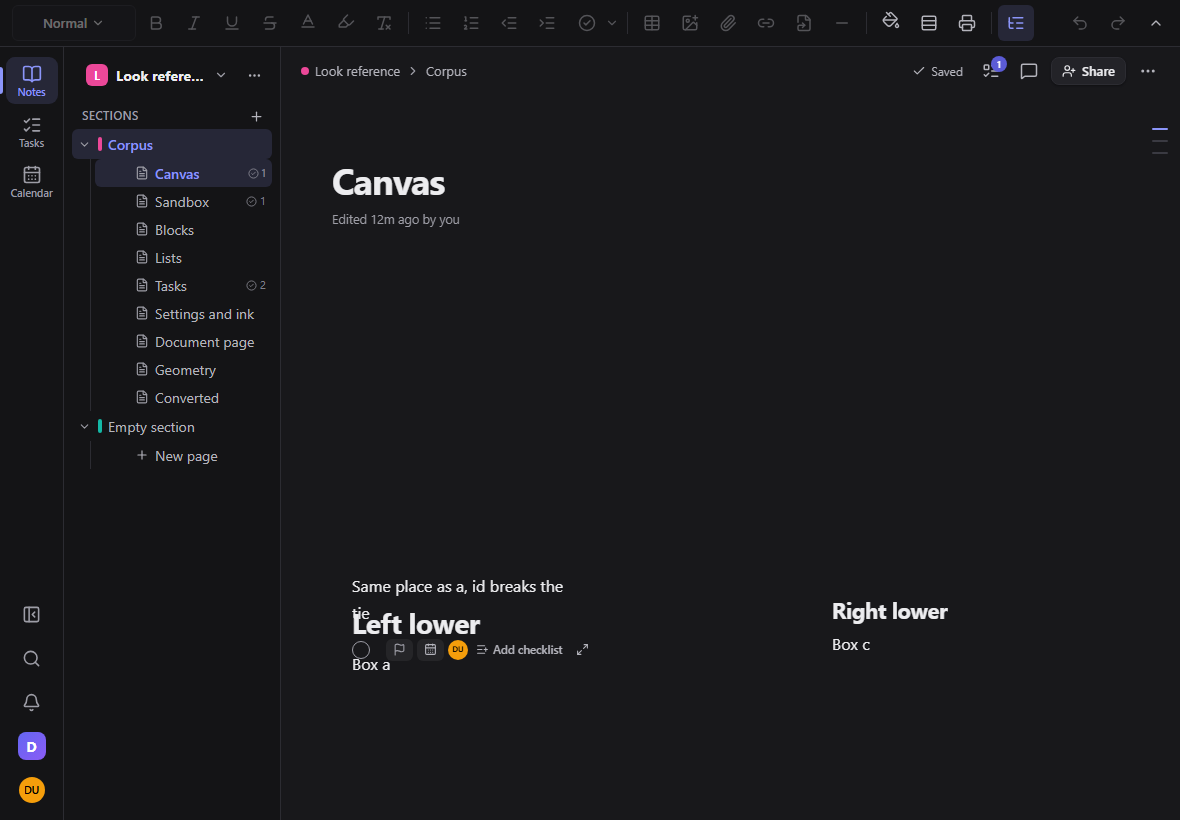 Normal
Notes
Tasks
Calendar
D
DU
L
Look refere...
SECTIONS
Corpus
Canvas
1
Sandbox
1
Blocks
Lists
Tasks
2
Settings and ink
Document page
Geometry
Converted
Empty section
New page
Look reference
Corpus
Saved
1
Share
Canvas
Edited 12m ago by you
Same place as a, id breaks the
tie
Left lower
DU
Add checklist
Box a
Right lower
Box c